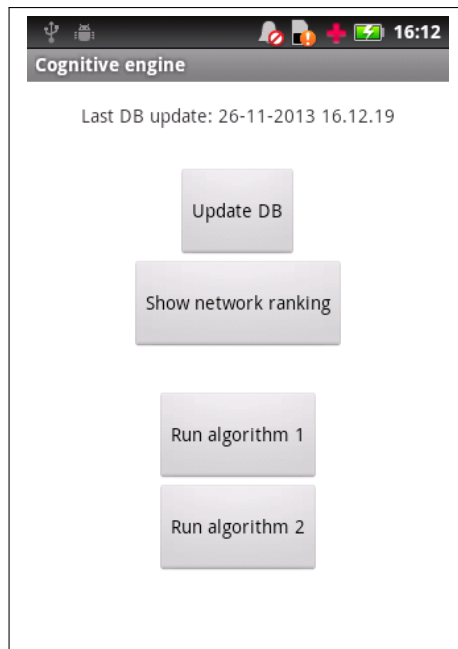 16:12
Cognitive engine
Last DB update: 26-11-2013 16.12.19
Update DB
Show network ranking
Run algorithm 1
Run algorithm 2